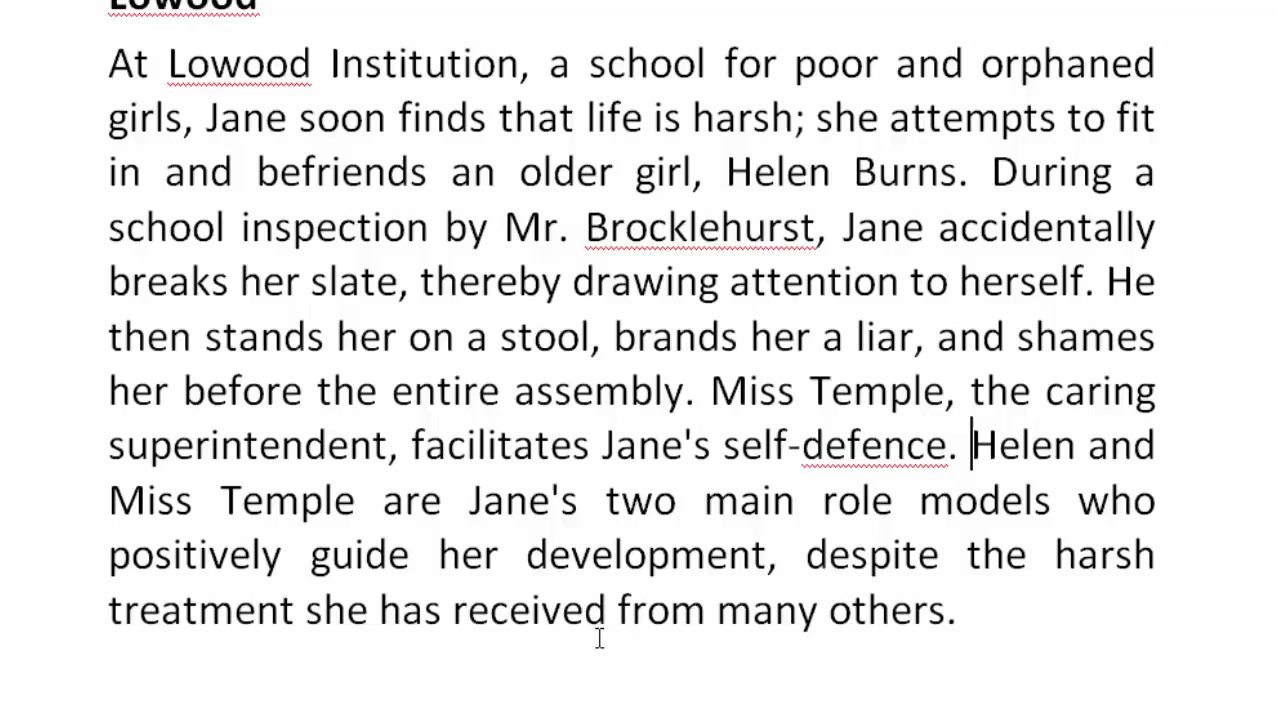 Lowood
At Lowood Institution, a school for poor and orphaned
girls, Jane soon finds that life is harsh; she attempts to fit
in and befriends an older girl, Helen Burns. During a
school inspection by Mr. Brocklehurst, Jane accidentally
breaks her slate, thereby drawing attention to herself. He
then stands her on a stool, brands her a liar, and shames
her before the entire assembly. Miss Temple, the caring
superintendent, facilitates Jane's self-defence. Helen and
Miss Temple are Jane's two main role models who
positively guide her development, despite the harsh
treatment she has received from many others.